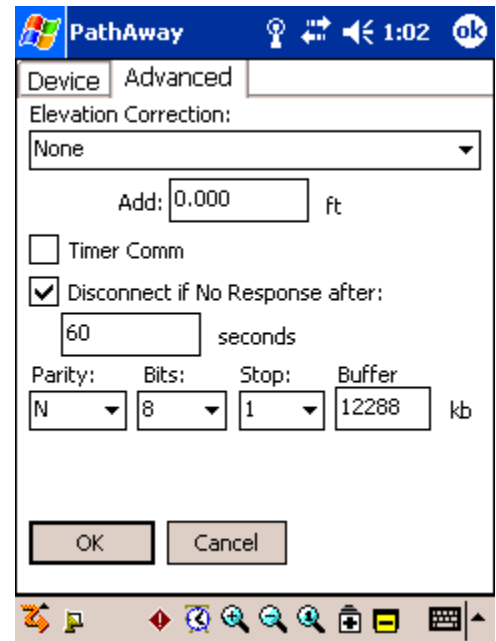 PathAway 1:02 ok
Device Advanced
Elevation Correction:
None
Add: 0.000 ft
Timer Comm
Disconnect if No Response after:
60 seconds
Parity: Bits: Stop: Buffer
N 8 1 12288 kb
OK Cancel